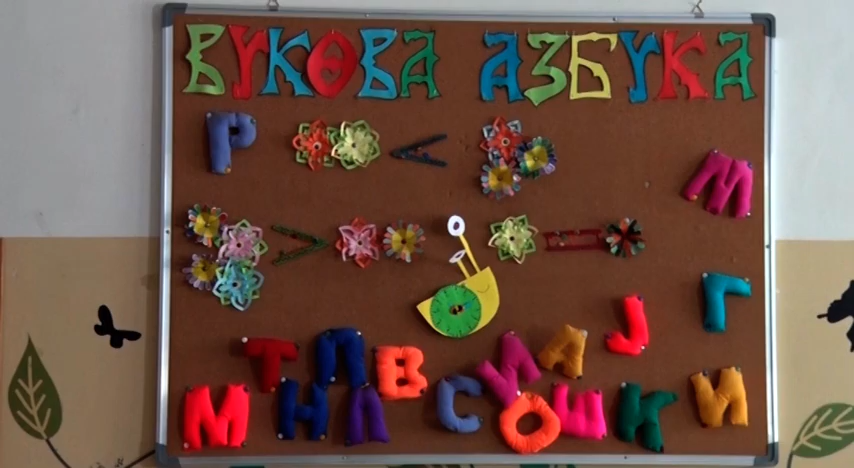 ВУКОВА АЗБУКА
Р < М
> =
Г
Ј
Т В У А
М Н С О Ш К И